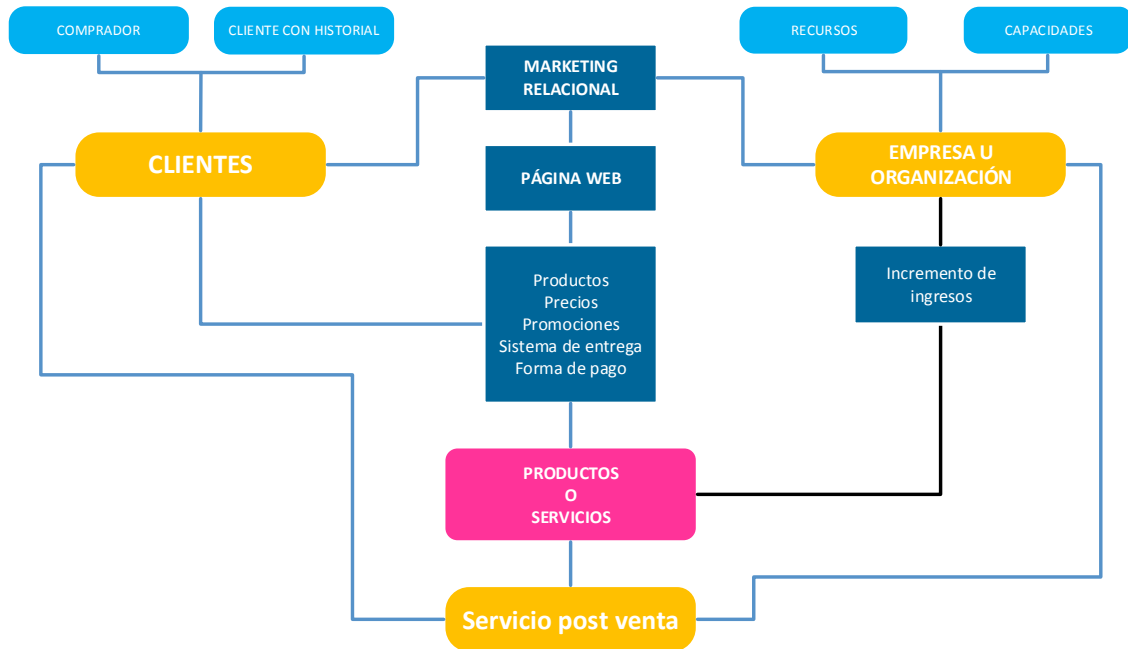 COMPRADOR
CLIENTE CON HISTORIAL
RECURSOS
CAPACIDADES
MARKETING
RELACIONAL
CLIENTES
EMPRESA U
ORGANIZACIÓN
PÁGINA WEB
Productos
Precios
Promociones
Sistema de entrega
Forma de pago
Incremento de
ingresos
PRODUCTOS
O
SERVICIOS
Servicio post venta